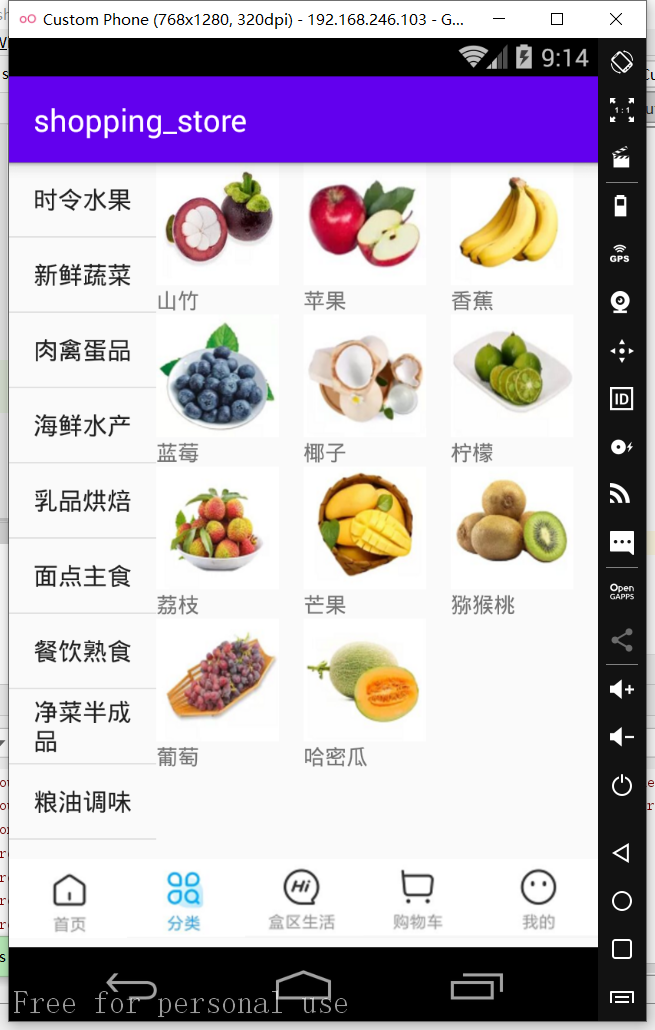 Custom Phone (768x1280, 320dpi) - 192.168.246.103 - G...
9:14
shopping_store
时令水果
新鲜蔬菜
肉禽蛋品
海鲜水产
乳品烘焙
面点主食
餐饮熟食
净菜半成
品
粮油调味
山竹
苹果
香蕉
蓝莓
椰子
柠檬
荔枝
芒果
猕猴桃
葡萄
哈密瓜
首页
分类
Hi
盒区生活
购物车
我的
1:1
GPS
ID
Open
GAPPS
Free for personal use